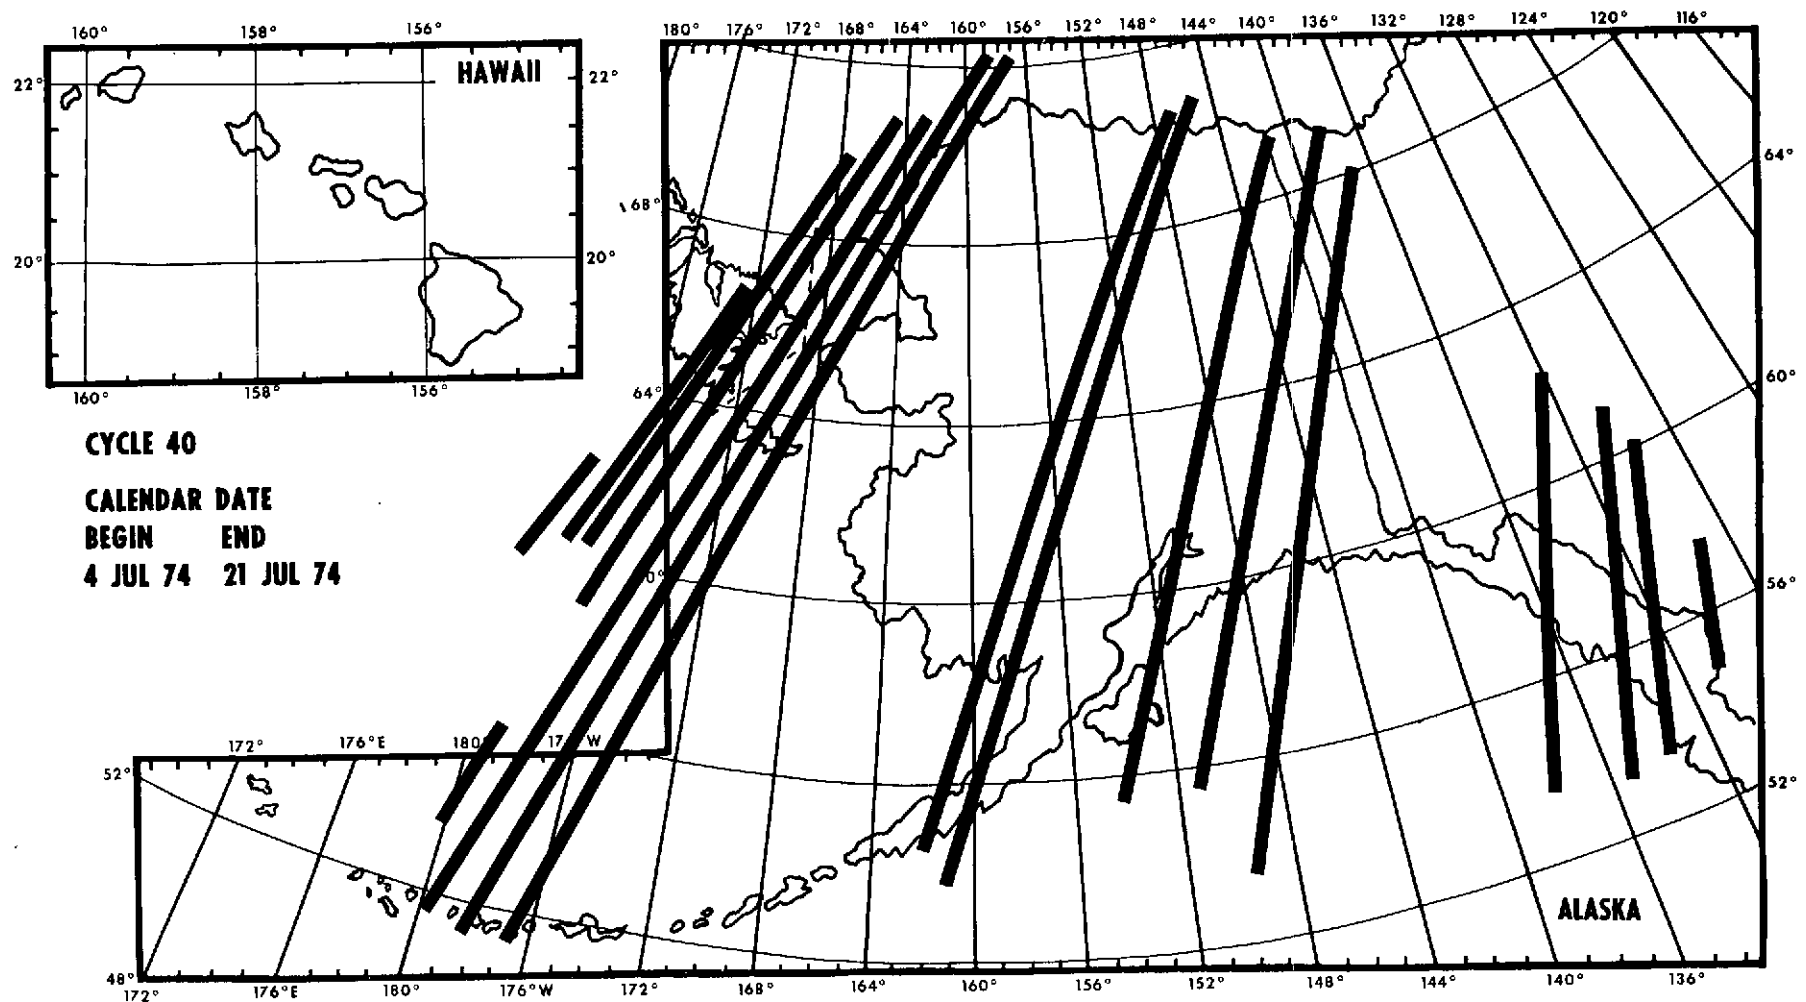 160° 158° 156°
HAWAII
22° 22°
20° 20°
160° 158° 156°
CYCLE 40
CALENDAR DATE
BEGIN END
4 JUL 74 21 JUL 74
180° 176° 172° 168° 164° 160° 156° 152° 148° 144° 140° 136° 132° 128° 124° 120° 116°
64°
68°
60°
64°
56°
0°
172° 176°E 180 W
52° 52°
ALASKA
48°
172° 176°E 180° 176°W 172° 168° 164° 160° 156° 152° 148° 144° 140° 136°